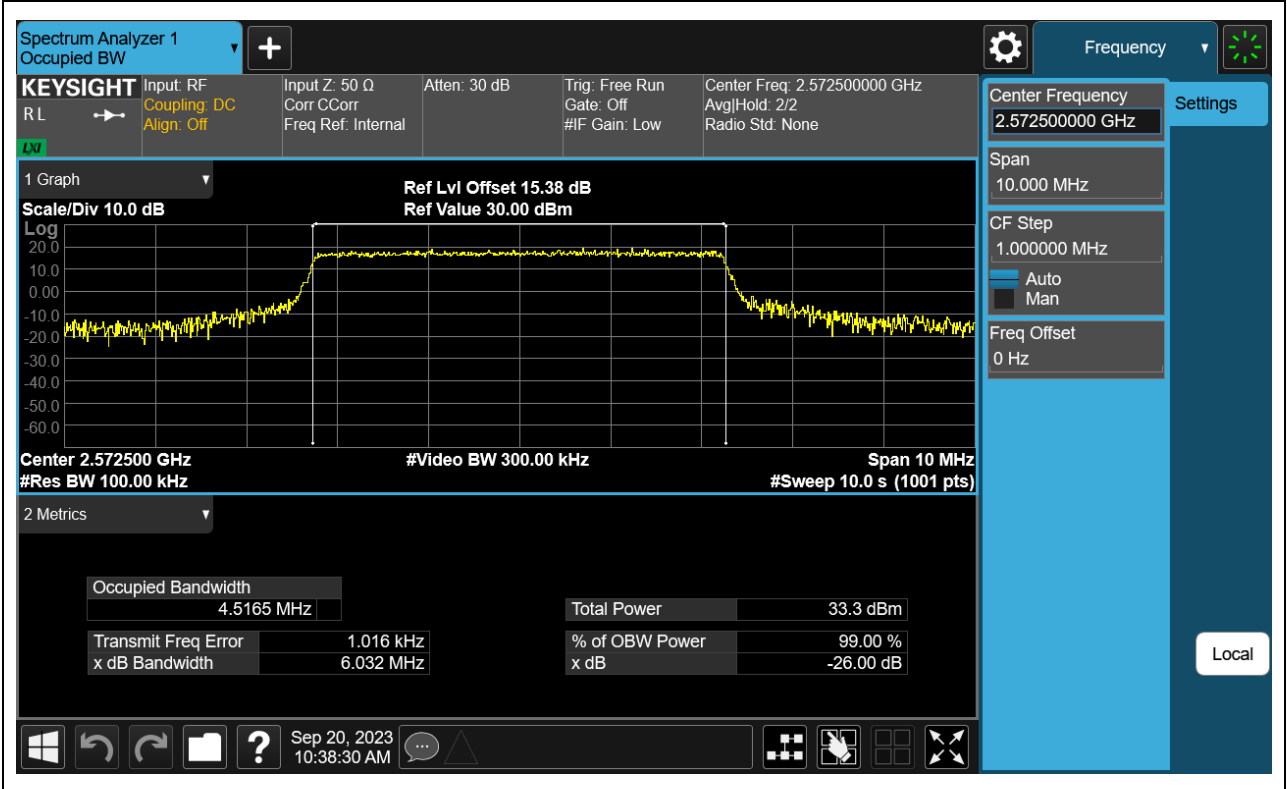 Spectrum Analyzer 1
Occupied BW
Frequency
KEYSIGHT
R L
LXI
Input: RF
Coupling: DC
Align: Off
Input Z: 50 Ω
Corr CCorr
Freq Ref: Internal
Atten: 30 dB
Trig: Free Run
Gate: Off
#IF Gain: Low
Center Freq: 2.572500000 GHz
Avg|Hold: 2/2
Radio Std: None
Center Frequency
2.572500000 GHz
Settings
Span
10.000 MHz
CF Step
1.000000 MHz
Auto
Man
Freq Offset
0 Hz
Local
1 Graph
Scale/Div 10.0 dB
Ref Lvl Offset 15.38 dB
Ref Value 30.00 dBm
Log
20.0
10.0
0.00
-10.0
-20.0
-30.0
-40.0
-50.0
-60.0
Center 2.572500 GHz
#Video BW 300.00 kHz
Span 10 MHz
#Res BW 100.00 kHz
#Sweep 10.0 s (1001 pts)
2 Metrics
Occupied Bandwidth
4.5165 MHz
Total Power 33.3 dBm
Transmit Freq Error 1.016 kHz
% of OBW Power 99.00 %
x dB Bandwidth 6.032 MHz
x dB -26.00 dB
?
Sep 20, 2023
10:38:30 AM